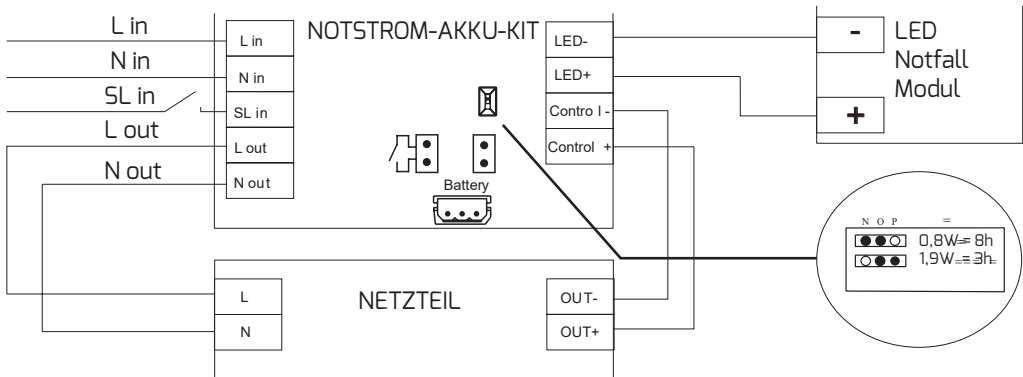 L in
N in
SL in
L out
N out
NOTSTROM-AKKU-KIT
L in
N in
SL in
L out
N out
LED-
LED+
Control -
Control +
Battery
-
+
LED
Notfall
Modul
N O P =
0,8W= 8h
1,9W = 3h
NETZTEIL
L
N
OUT-
OUT+